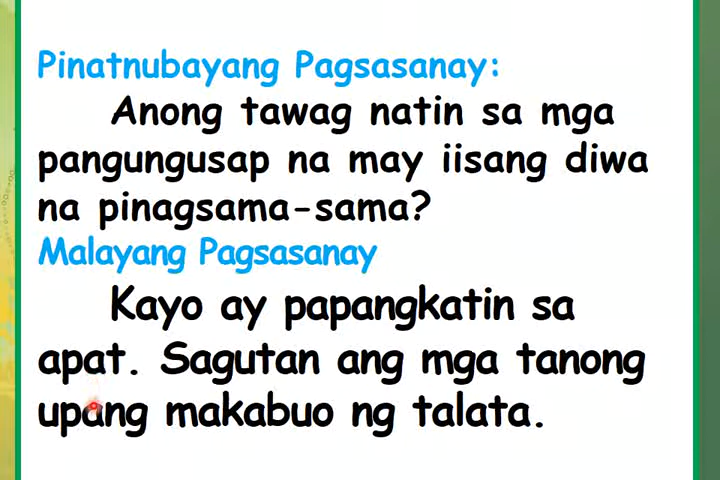 Pinatnubayang Pagsasanay:
Anong tawag natin sa mga
pangungusap na may iisang diwa
na pinagsama-sama?
Malayang Pagsasanay
Kayo ay papangkatin sa
apat. Sagutan ang mga tanong
upang makabuo ng talata.